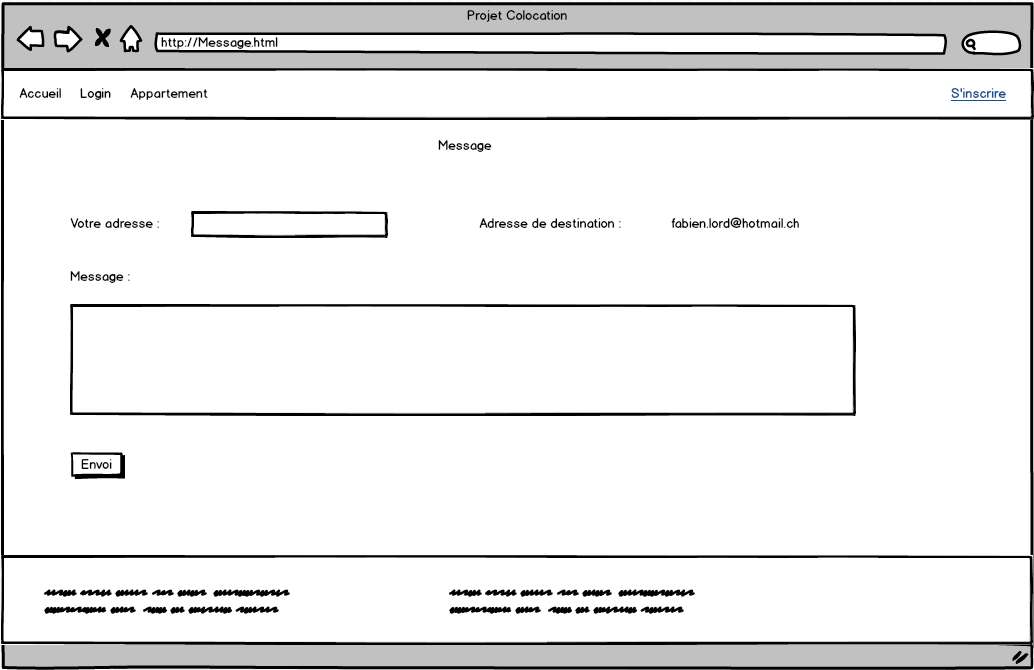 Projet Colocation
http://Message.html
Accueil Login Appartement S'inscrire
Message
Votre adresse : Adresse de destination : fabien.lord@hotmail.ch
Message :
Envoi